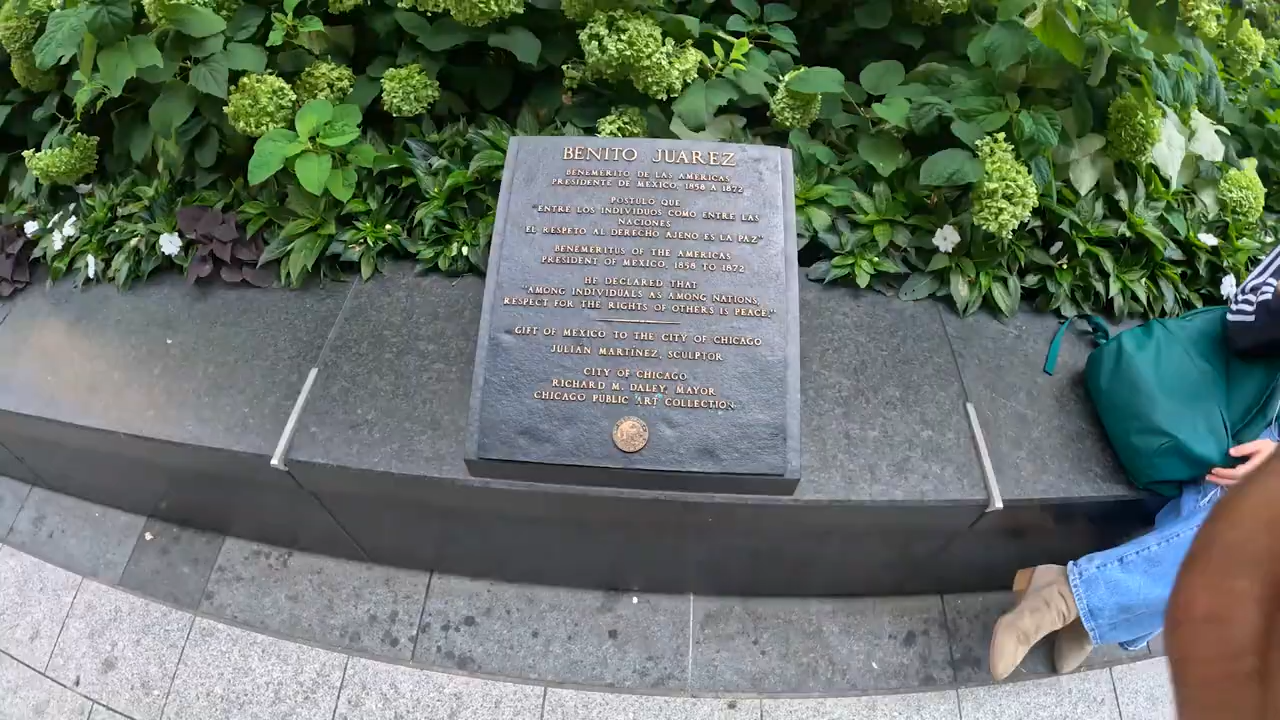 BENITO JUAREZ
BENEMERITO DE LAS AMERICAS
PRESIDENTE DE MEXICO, 1858 A 1872
POSTULO QUE
"ENTRE LOS INDIVIDUOS COMO ENTRE LAS
NACIONES
EL RESPETO AL DERECHO AJENO ES LA PAZ"
BENEMERITUS OF THE AMERICAS
PRESIDENT OF MEXICO, 1858 TO 1872
HE DECLARED THAT
"AMONG INDIVIDUALS AS AMONG NATIONS,
RESPECT FOR THE RIGHTS OF OTHERS IS PEACE."
GIFT OF MEXICO TO THE CITY OF CHICAGO
JULIAN MARTINEZ, SCULPTOR
CITY OF CHICAGO
RICHARD M. DALEY, MAYOR
CHICAGO PUBLIC ART COLLECTION